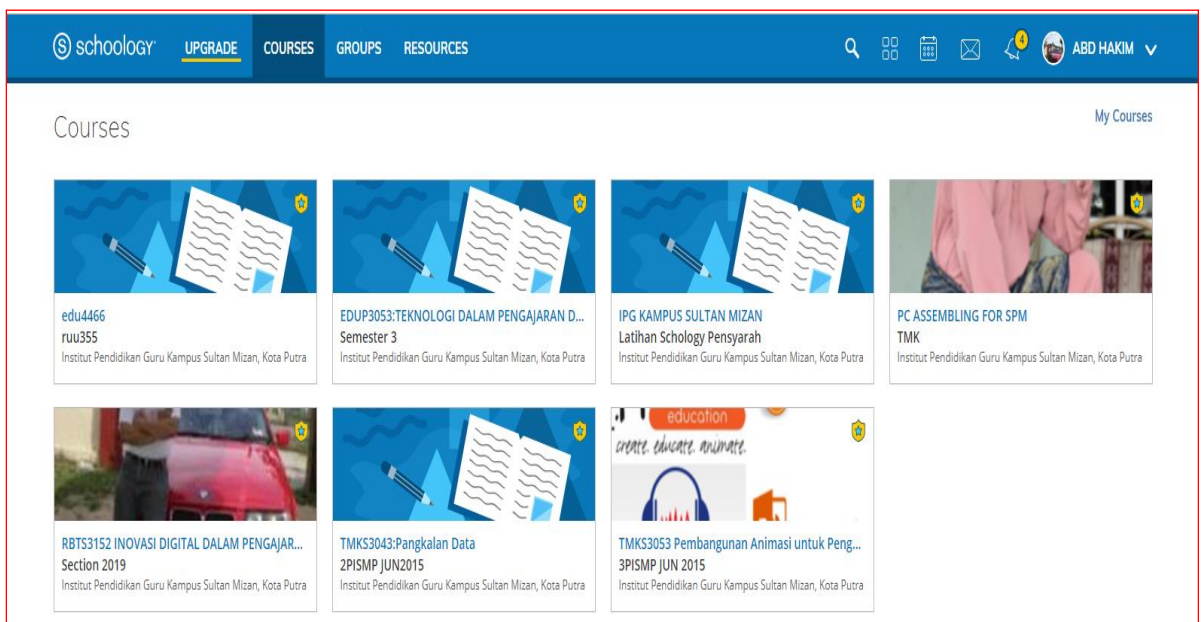 schoology UPGRADE COURSES GROUPS RESOURCES 4 ABD HAKIM
Courses
My Courses
edu4466
ruu355
Institut Pendidikan Guru Kampus Sultan Mizan, Kota Putra
EDUP3053:TEKNOLOGI DALAM PENGAJARAN D...
Semester 3
Institut Pendidikan Guru Kampus Sultan Mizan, Kota Putra
IPG KAMPUS SULTAN MIZAN
Latihan Schology Pensyarah
Institut Pendidikan Guru Kampus Sultan Mizan, Kota Putra
PC ASSEMBLING FOR SPM
TMK
Institut Pendidikan Guru Kampus Sultan Mizan, Kota Putra
RBTS3152 INOVASI DIGITAL DALAM PENGAJAR...
Section 2019
Institut Pendidikan Guru Kampus Sultan Mizan, Kota Putra
TMKS3043:Pangkalan Data
2PISMP JUN2015
Institut Pendidikan Guru Kampus Sultan Mizan, Kota Putra
education
create. educate. animate.
TMKS3053 Pembangunan Animasi untuk Peng...
3PISMP JUN 2015
Institut Pendidikan Guru Kampus Sultan Mizan, Kota Putra